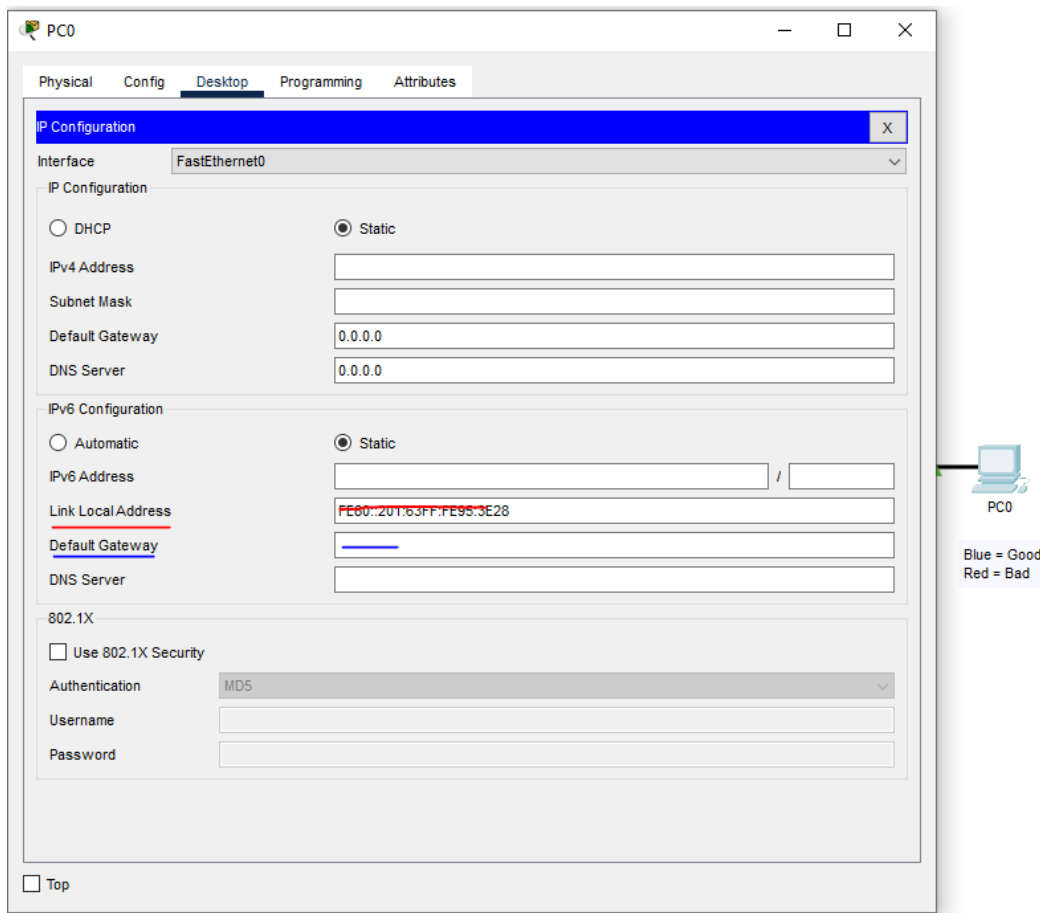 PC0
Physical Config Desktop Programming Attributes
IP Configuration X
Interface FastEthernet0
IP Configuration
DHCP Static
IPv4 Address
Subnet Mask
Default Gateway 0.0.0.0
DNS Server 0.0.0.0
IPv6 Configuration
Automatic Static
IPv6 Address /
Link Local Address FE80::201:63FF:FE95:3E28
Default Gateway
DNS Server
802.1X
Use 802.1X Security
Authentication MD5
Username
Password
Top
PC0
Blue = Good
Red = Bad